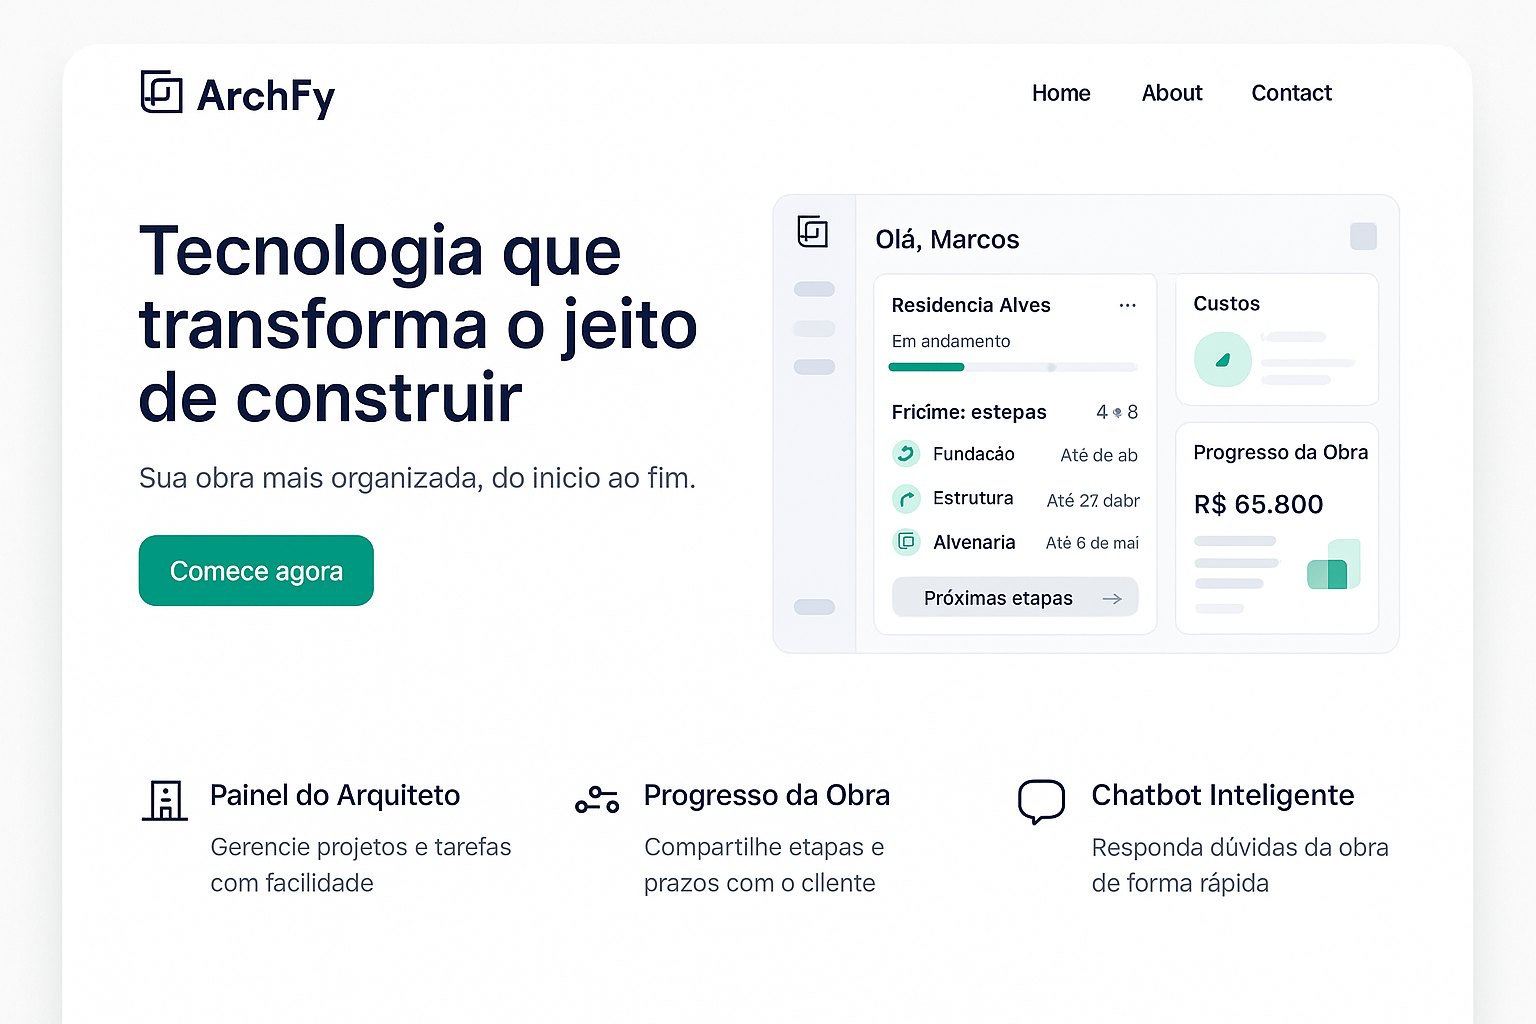 ArchFy
Home About Contact
Tecnologia que
transforma o jeito
de construir
Sua obra mais organizada, do inicio ao fim.
Comece agora
Olá, Marcos
Residencia Alves
Em andamento
Fricíme: estepas 4 8
Fundacáo Até de ab
Estrutura Até 27. dabr
Alvenaria Até 6 de mai
Próximas etapas
Custos
Progresso da Obra
R$ 65.800
Painel do Arquiteto
Gerencie projetos e tarefas
com facilidade
Progresso da Obra
Compartilhe etapas e
prazos com o cllente
Chatbot Inteligente
Responda dúvidas da obra
de forma rápida